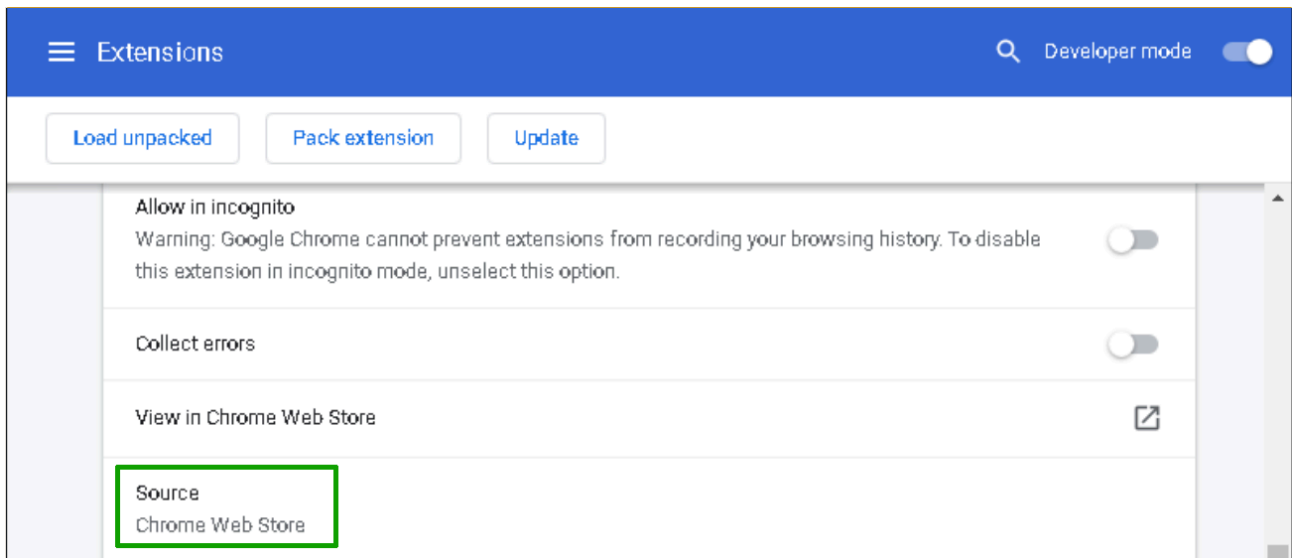 Extensions
Developer mode
Load unpacked
Pack extension
Update
Allow in incognito
Warning: Google Chrome cannot prevent extensions from recording your browsing history. To disable
this extension in incognito mode, unselect this option.
Collect errors
View in Chrome Web Store
Source
Chrome Web Store